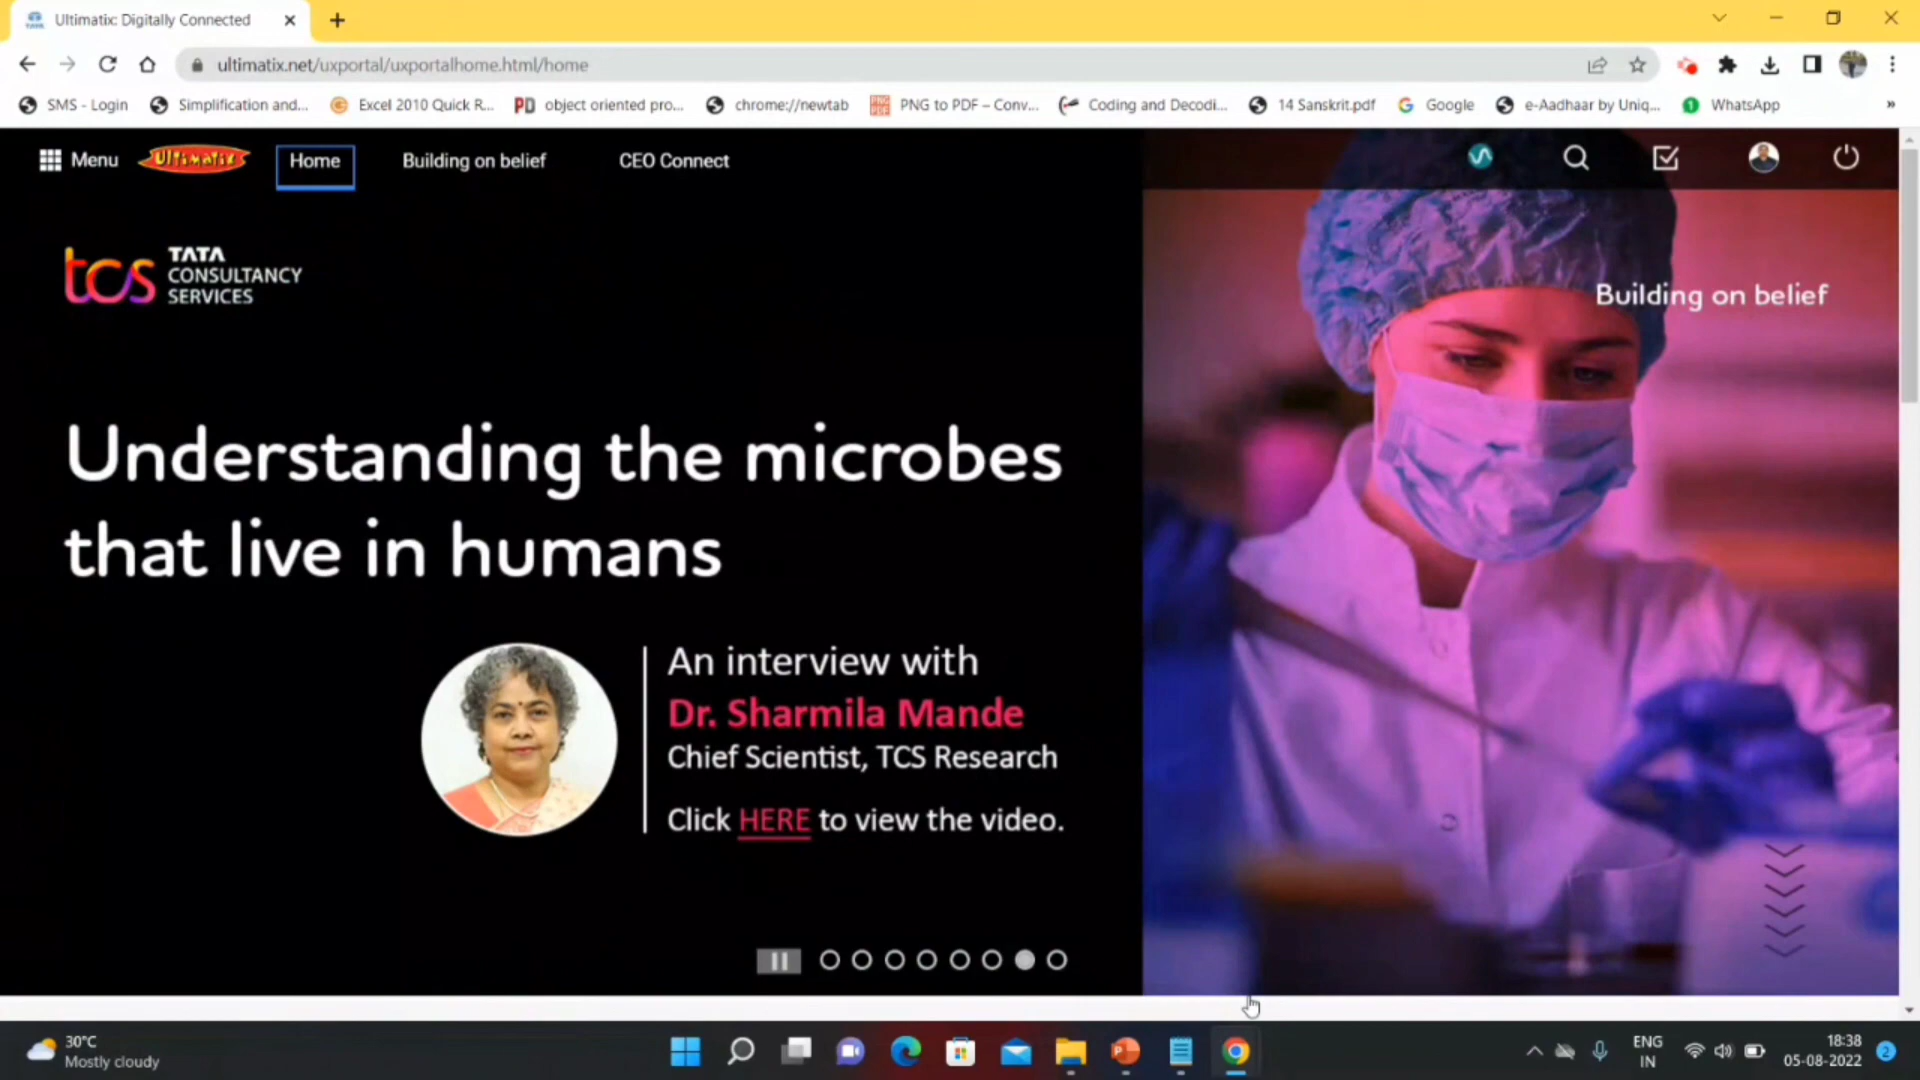 Ultimatix: Digitally Connected
ultimatix.net/uxportal/uxportalhome.html/home
SMS - Login
Simplification and...
Excel 2010 Quick R...
PD
object oriented pro...
chrome://newtab
PNG to PDF – Conv...
Coding and Decodi...
14 Sanskrit.pdf
Google
e-Aadhaar by Uniq...
WhatsApp
Menu
Ultimatix
Home
Building on belief
CEO Connect
tcs
TATA
CONSULTANCY
SERVICES
Building on belief
Understanding the microbes
that live in humans
An interview with
Dr. Sharmila Mande
Chief Scientist, TCS Research
Click HERE to view the video.
30°C
Mostly cloudy
ENG
IN
18:38
05-08-2022
2